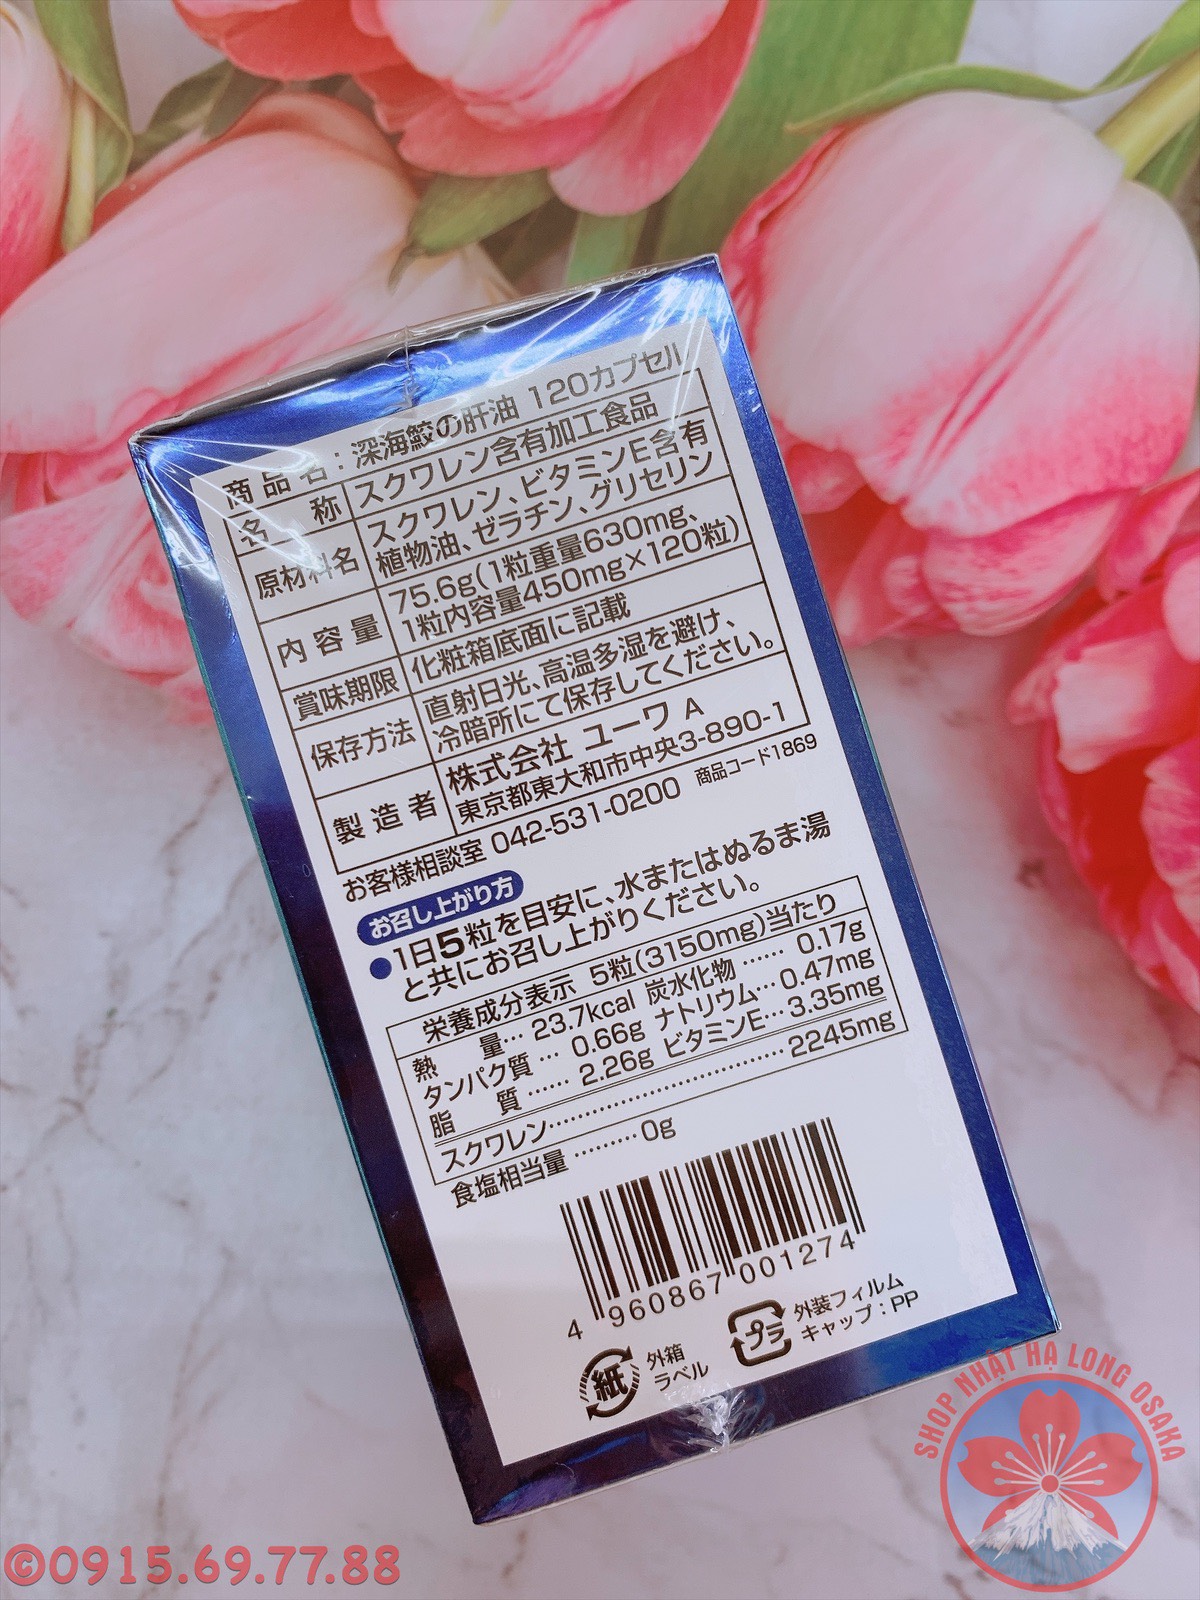 商品名：深海鮫の肝油 120カプセル
名称 スクワレン含有加工食品
原材料名 スクワレン、ビタミンE含有
植物油、ゼラチン、グリセリン
内容量 75.6g(1粒重量630mg、
1粒内容量450mg×120粒)
賞味期限 化粧箱底面に記載
保存方法 直射日光、高温多湿を避け、
冷暗所にて保存してください。
製造者 株式会社 ユーワ A
東京都東大和市中央3-890-1
お客様相談室 042-531-0200 商品コード1869
お召し上がり方
●1日5粒を目安に、水またはぬるま湯
と共にお召し上がりください。
栄養成分表示 5粒(3150mg)当たり
熱量… 23.7kcal 炭水化物…… 0.17g
タンパク質… 0.66g ナトリウム… 0.47mg
脂質…… 2.26g ビタミンE… 3.35mg
スクワレン……………………… 2245mg
食塩相当量………0g
4 960867 001274
紙 外箱
ラベル
プラ 外装フィルム
キャップ：PP
SHOP NHẬT HẠ LONG OSAKA
©0915.69.77.88